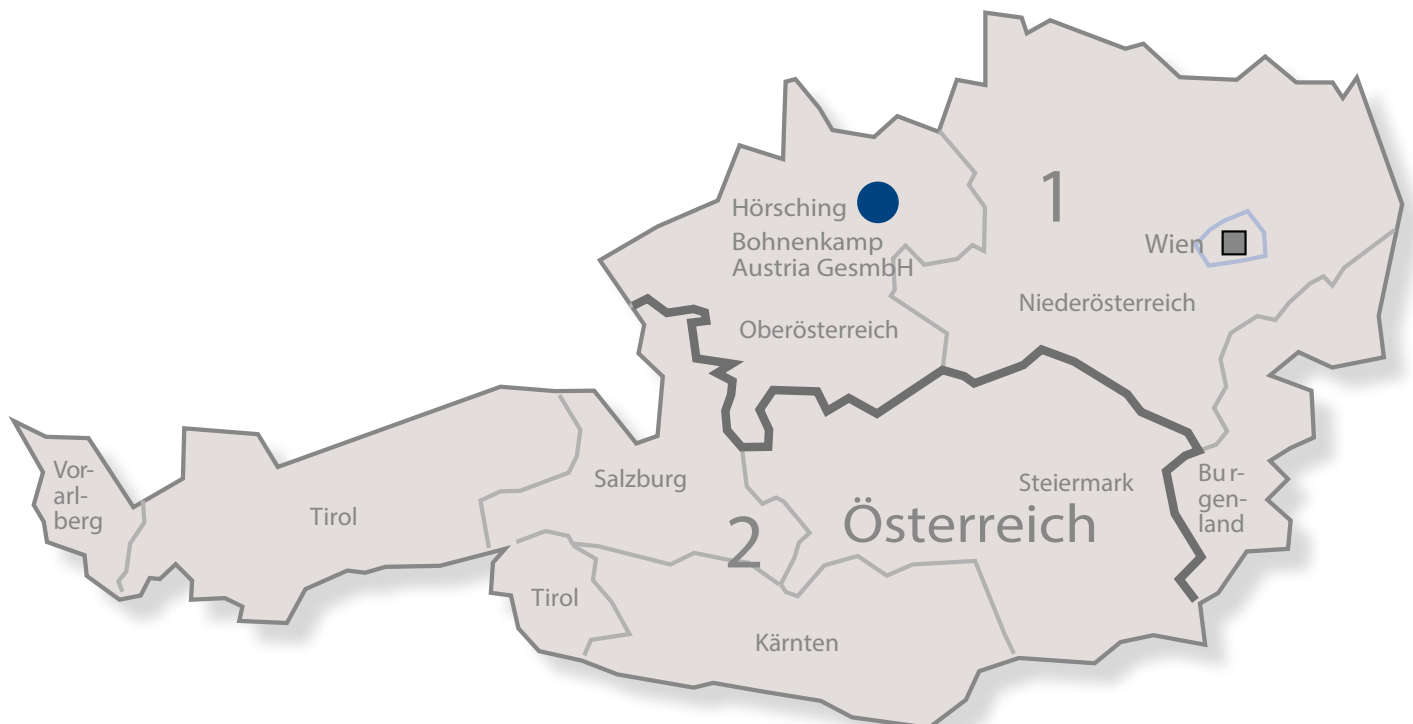 1
Hörsching
Bohnenkamp
Austria GesmbH
Wien
Niederösterreich
Oberösterreich
Vor-
arl-
berg
Tirol
Salzburg
Steiermark
Bur-
gen-
land
2
Österreich
Tirol
Kärnten